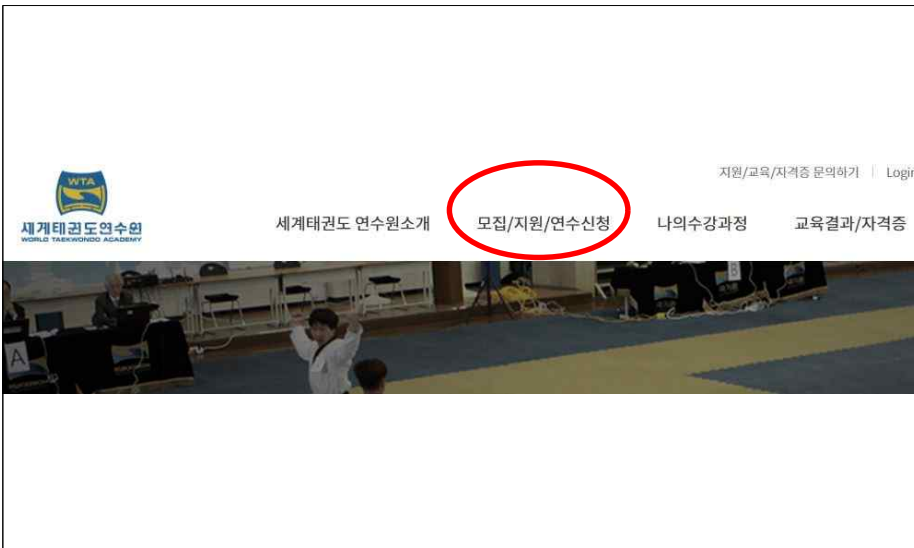 지원/교육/자격증 문의하기 Login
WTA
세계태권도연수원
WORLD TAEKWONDO ACADEMY
세계태권도 연수원소개 모집/지원/연수신청 나의수강과정 교육결과/자격증
A
B